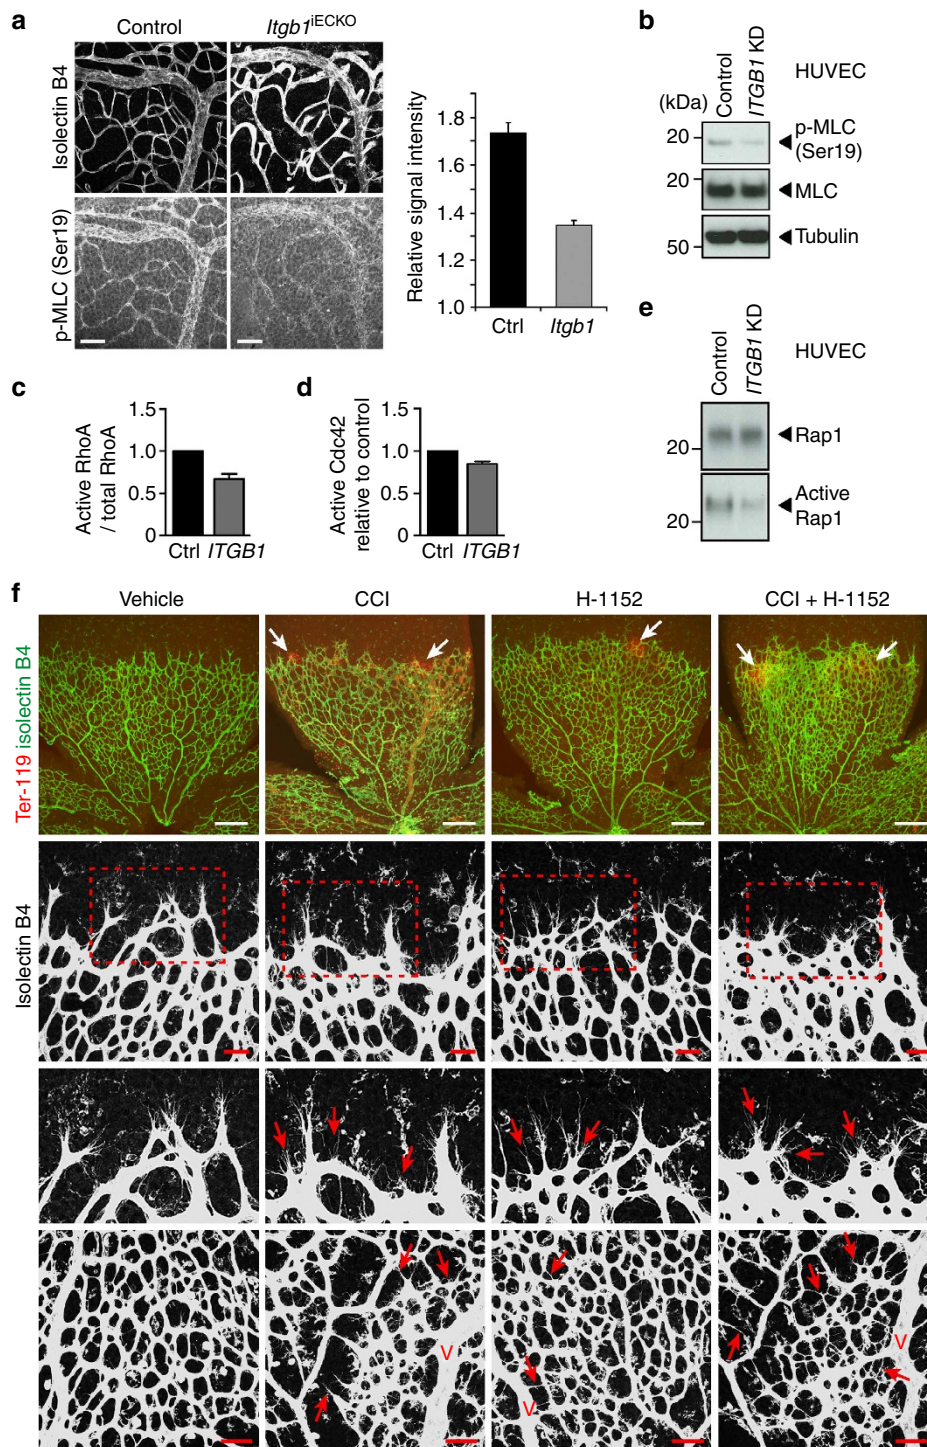 a
Control
Itgb1iECKO
Isolectin B4
p-MLC (Ser19)
Relative signal intensity
1.8
1.6
1.4
1.2
1.0
Ctrl
Itgb1
b
Control
ITGB1 KD
HUVEC
(kDa)
20
p-MLC
(Ser19)
20
MLC
50
Tubulin
c
Active RhoA
/ total RhoA
1.5
1.0
0.5
0
Ctrl
ITGB1
d
Active Cdc42
relative to control
1.5
1.0
0.5
0
Ctrl
ITGB1
e
Control
ITGB1 KD
HUVEC
20
Rap1
20
Active
Rap1
f
Vehicle
CCI
H-1152
CCI + H-1152
Ter-119 isolectin B4
Isolectin B4
V
V
V